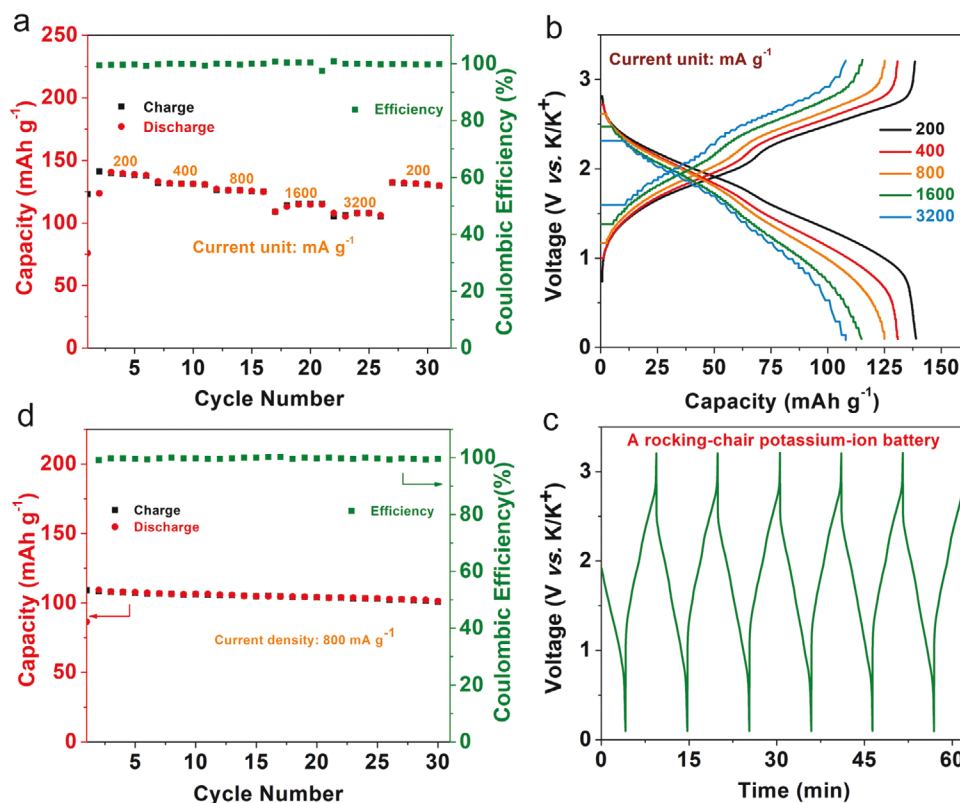 a
250
200
150
100
50
0
Capacity (mAh g-1)
100
80
60
40
20
0
Coulombic Efficiency (%)
Charge
Discharge
Efficiency
200
400
800
1600
3200
200
Current unit: mA g-1
5
10
15
20
25
30
Cycle Number
b
Current unit: mA g-1
3
2
1
0
Voltage (V vs. K/K+)
200
400
800
1600
3200
0
25
50
75
100
125
150
Capacity (mAh g-1)
d
200
150
100
50
0
Capacity (mAh g-1)
100
80
60
40
20
0
Coulombic Efficiency(%)
Charge
Discharge
Efficiency
Current density: 800 mA g-1
5
10
15
20
25
30
Cycle Number
c
A rocking-chair potassium-ion battery
3
2
1
0
Voltage (V vs. K/K+)
0
15
30
45
60
Time (min)